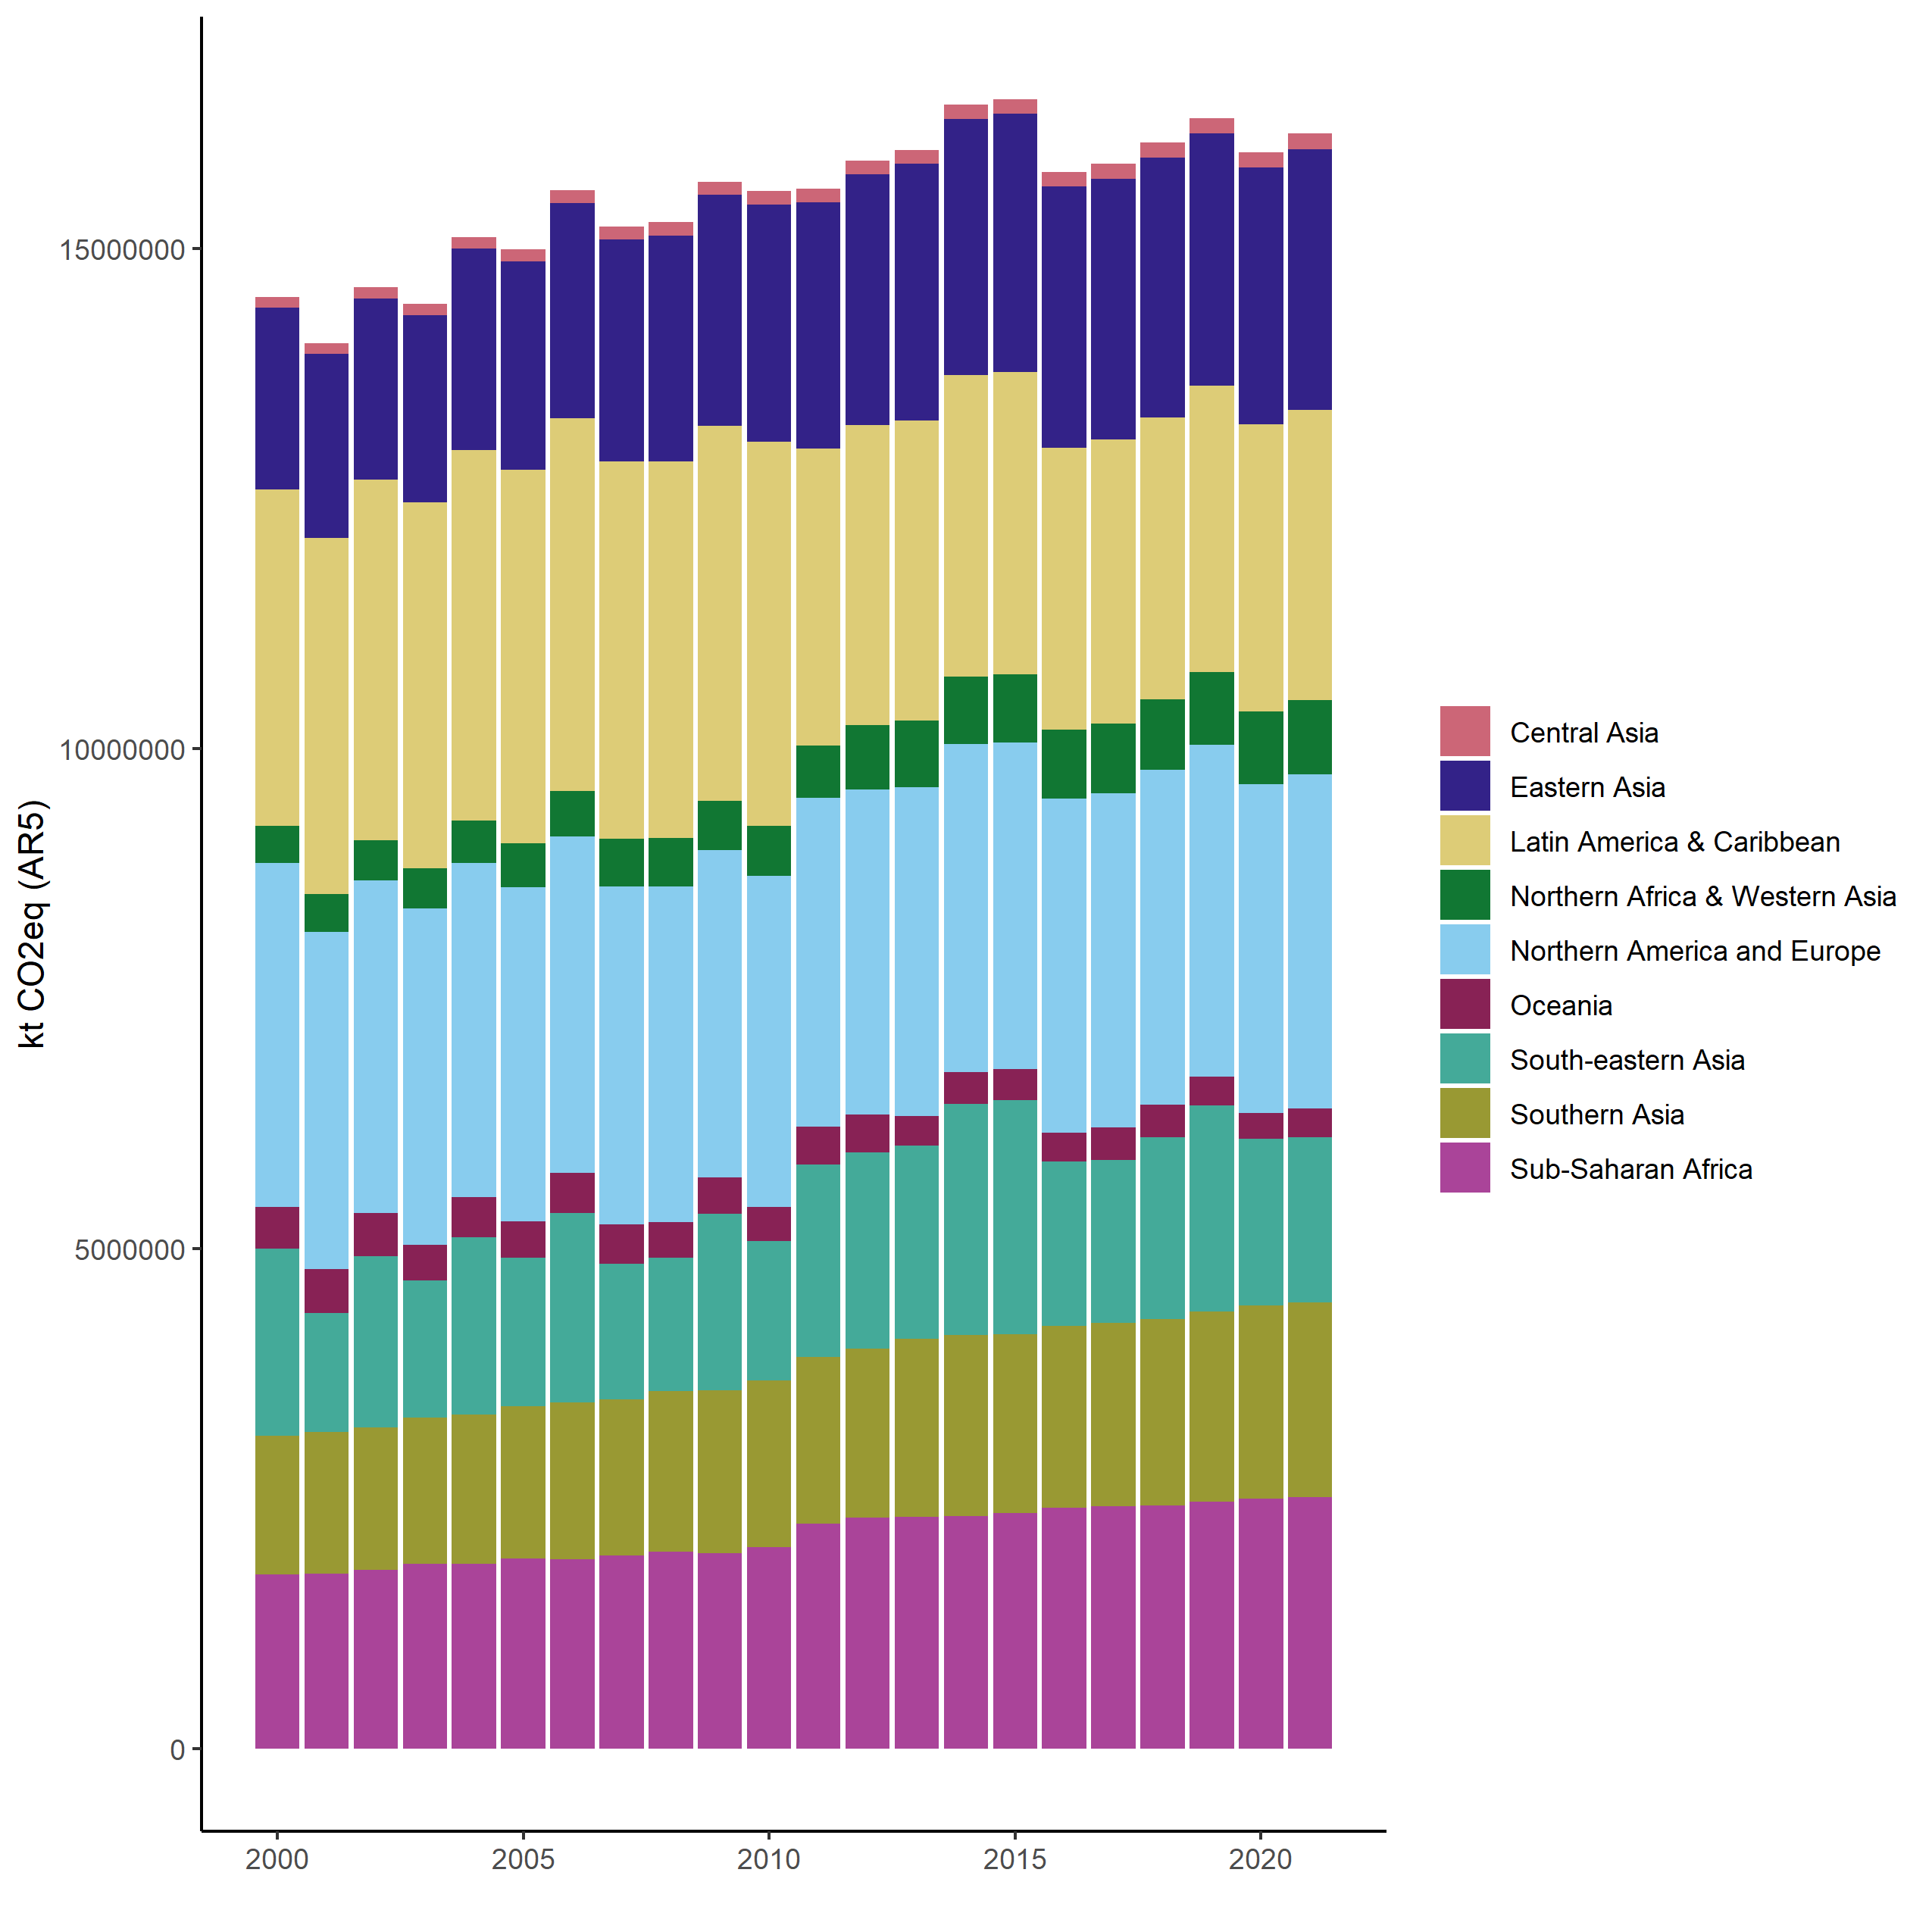 kt CO2eq (AR5)
15000000
10000000
5000000
0
2000
2005
2010
2015
2020
Central Asia
Eastern Asia
Latin America & Caribbean
Northern Africa & Western Asia
Northern America and Europe
Oceania
South-eastern Asia
Southern Asia
Sub-Saharan Africa